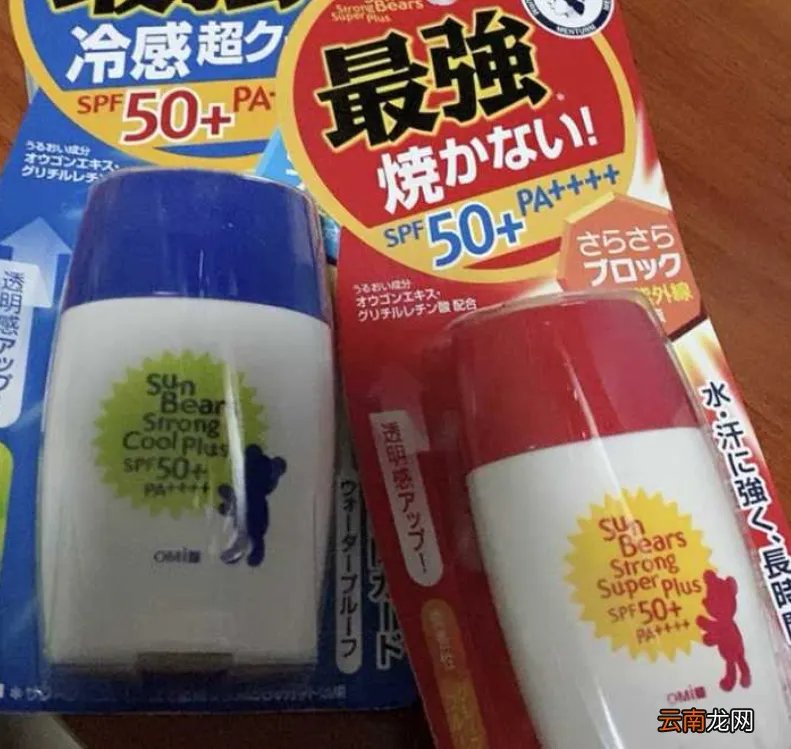 冷感 超ク
SPF50+ PA
うるおい成分
オウゴンエキス・
グリチルレチン
透明感アップ!
Sun
Bears
Strong
Cool Plus
SPF50+
PA++++
OMI
ウォータープルーフ
Strong Bears
Super Plus
MENTURM
最強
焼かない!
SPF50+ PA++++
さらさら
ブロック
うるおい成分
オウゴンエキス・
グリチルレチン酸 配合
透明感アップ!
水・汗に強く、長時間
Sun
Bears
Strong
Super Plus
SPF50+
PA++++
OMI
云南龙网